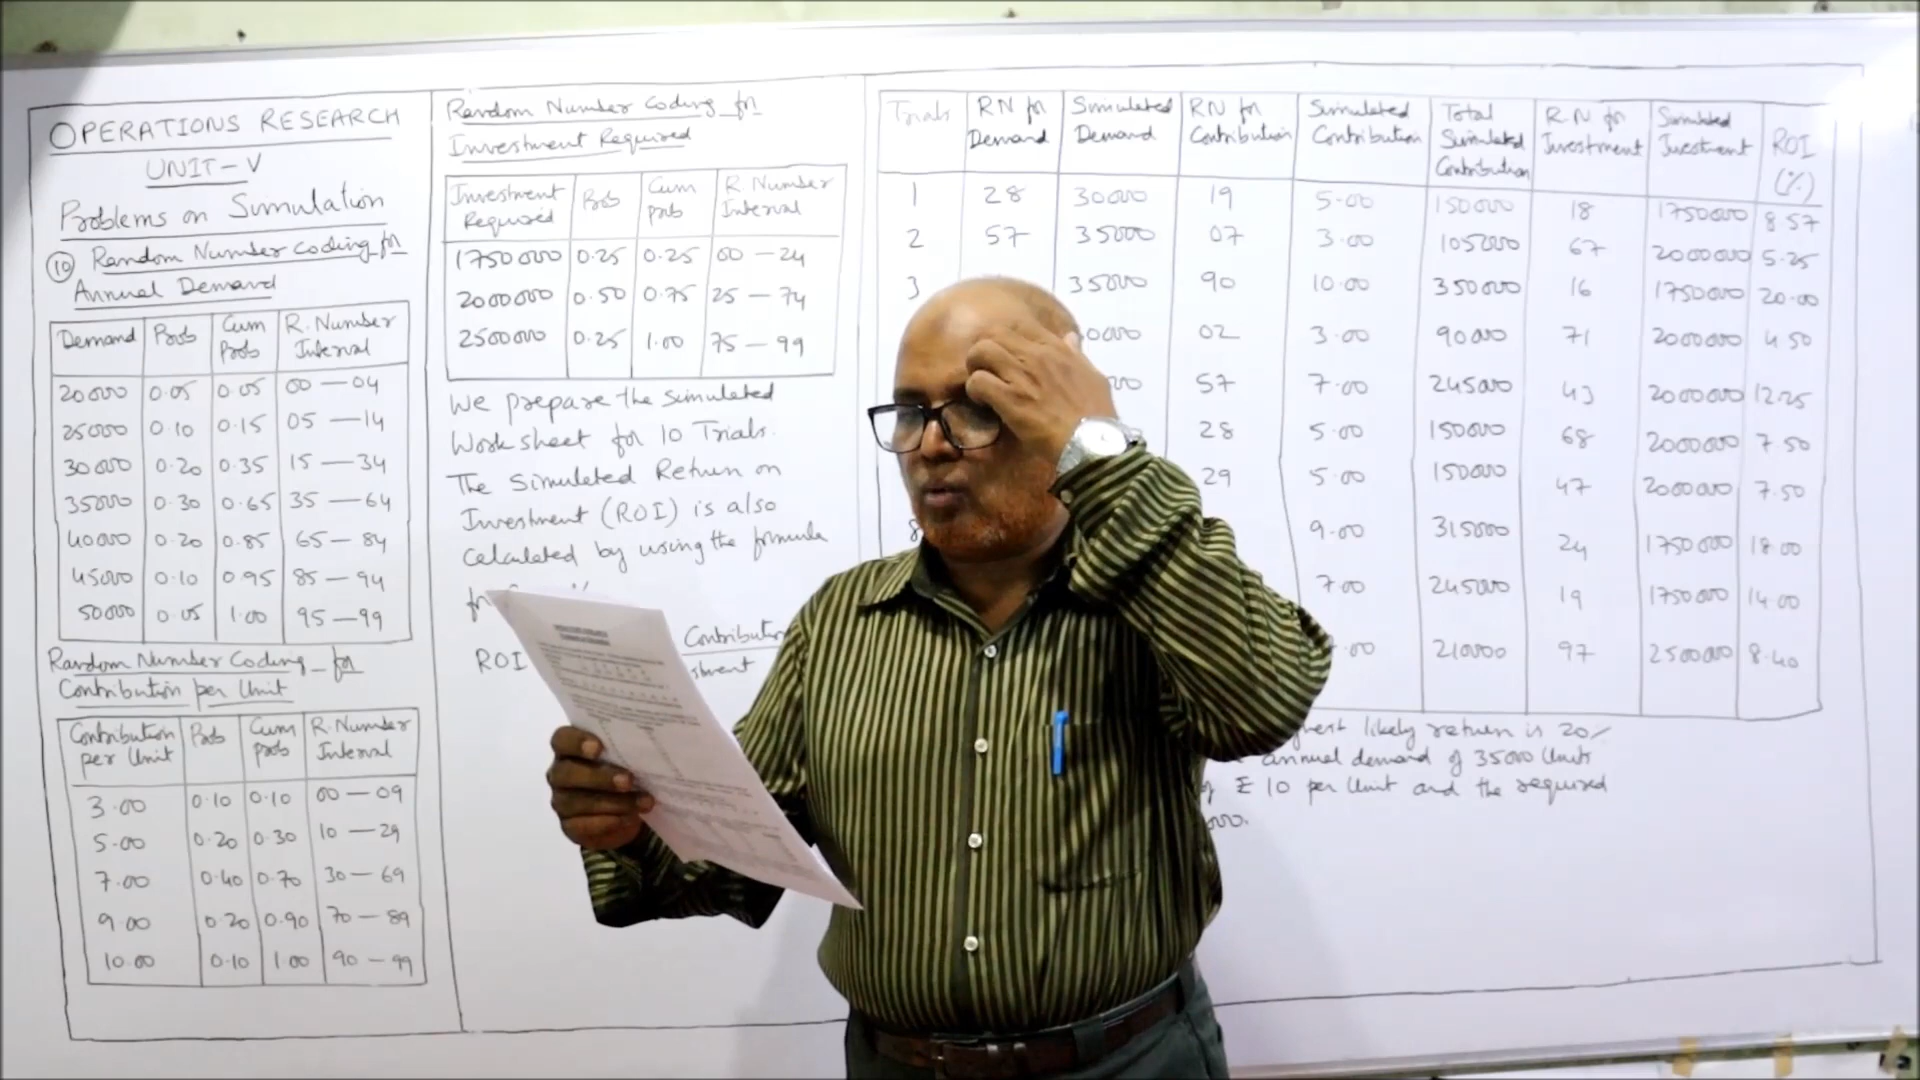 OPERATIONS RESEARCH
UNIT-V
Problems on Simulation
10 Random Number Coding for
Annual Demand
Demand Prob Cum Prob R. Number Interval
20000 0.05 0.05 00 — 04
25000 0.10 0.15 05 — 14
30000 0.20 0.35 15 — 34
35000 0.30 0.65 35 — 64
40000 0.20 0.85 65 — 84
45000 0.10 0.95 85 — 94
50000 0.05 1.00 95 — 99
Random Number Coding for
Contribution per Unit
Contribution per Unit Prob Cum prob R. Number Interval
3.00 0.10 0.10 00 — 09
5.00 0.20 0.30 10 — 29
7.00 0.40 0.70 30 — 69
9.00 0.20 0.90 70 — 89
10.00 0.10 1.00 90 — 99
Random Number Coding for
Investment Required
Investment Required Prob Cum prob R. Number Interval
1750000 0.25 0.25 00 — 24
2000000 0.50 0.75 25 — 74
2500000 0.25 1.00 75 — 99
We prepare the simulated
Work sheet for 10 Trials.
The Simulated Return on
Investment (ROI) is also
calculated by using the formula
ROI Contribution
Trials RN for Demand Simulated Demand RN for Contribution Simulated Contribution Total Simulated Contribution R.N for Investment Simulated Investment ROI (%)
1 28 30000 19 5.00 150000 18 1750000 8.57
2 57 35000 07 3.00 105000 67 2000000 5.25
3 35000 90 10.00 350000 16 1750000 20.00
02 3.00 90000 71 2000000 4.50
57 7.00 245000 43 2000000 12.25
28 5.00 150000 68 2000000 7.50
29 5.00 150000 47 2000000 7.50
8 9.00 315000 24 1750000 18.00
7.00 245000 19 1750000 14.00
210000 97 2500000 8.40
likely return is 20%
annual demand of 35000 Units
₹ 10 per Unit and the required